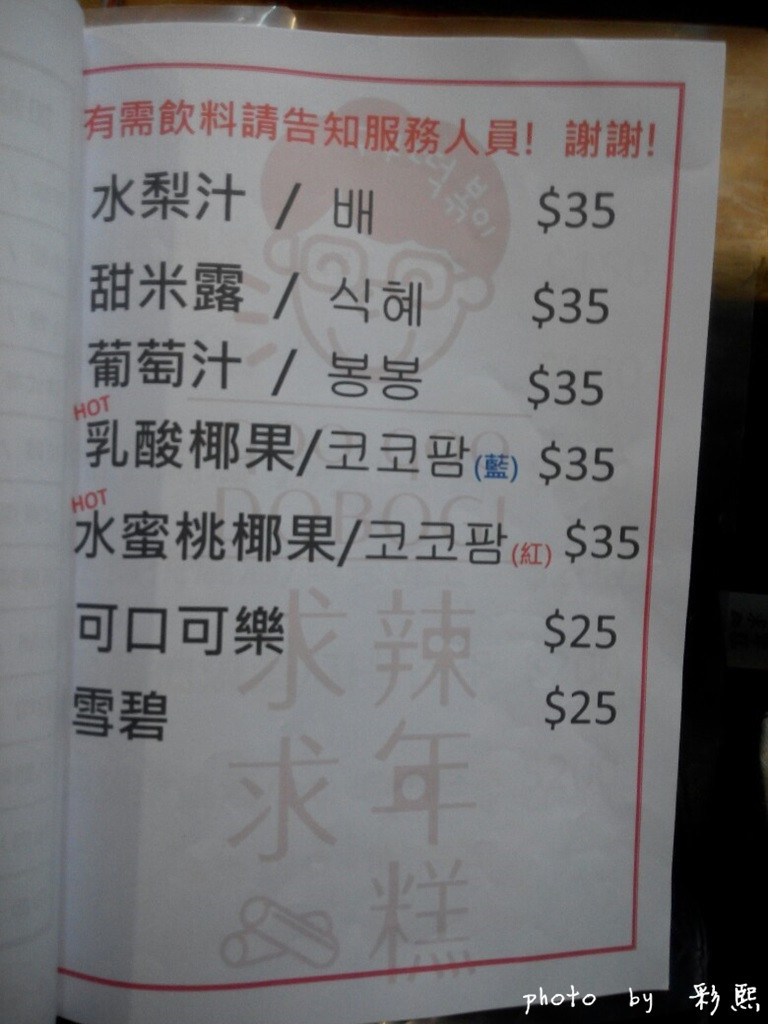 有需飲料請告知服務人員! 謝謝!
水梨汁 / 배 $35
甜米露 / 식혜 $35
葡萄汁 / 봉봉 $35
HOT
乳酸椰果/코코팜(藍) $35
HOT
水蜜桃椰果/코코팜(紅) $35
可口可樂 $25
雪碧 $25
求求
辣年糕
photo by 彩熙